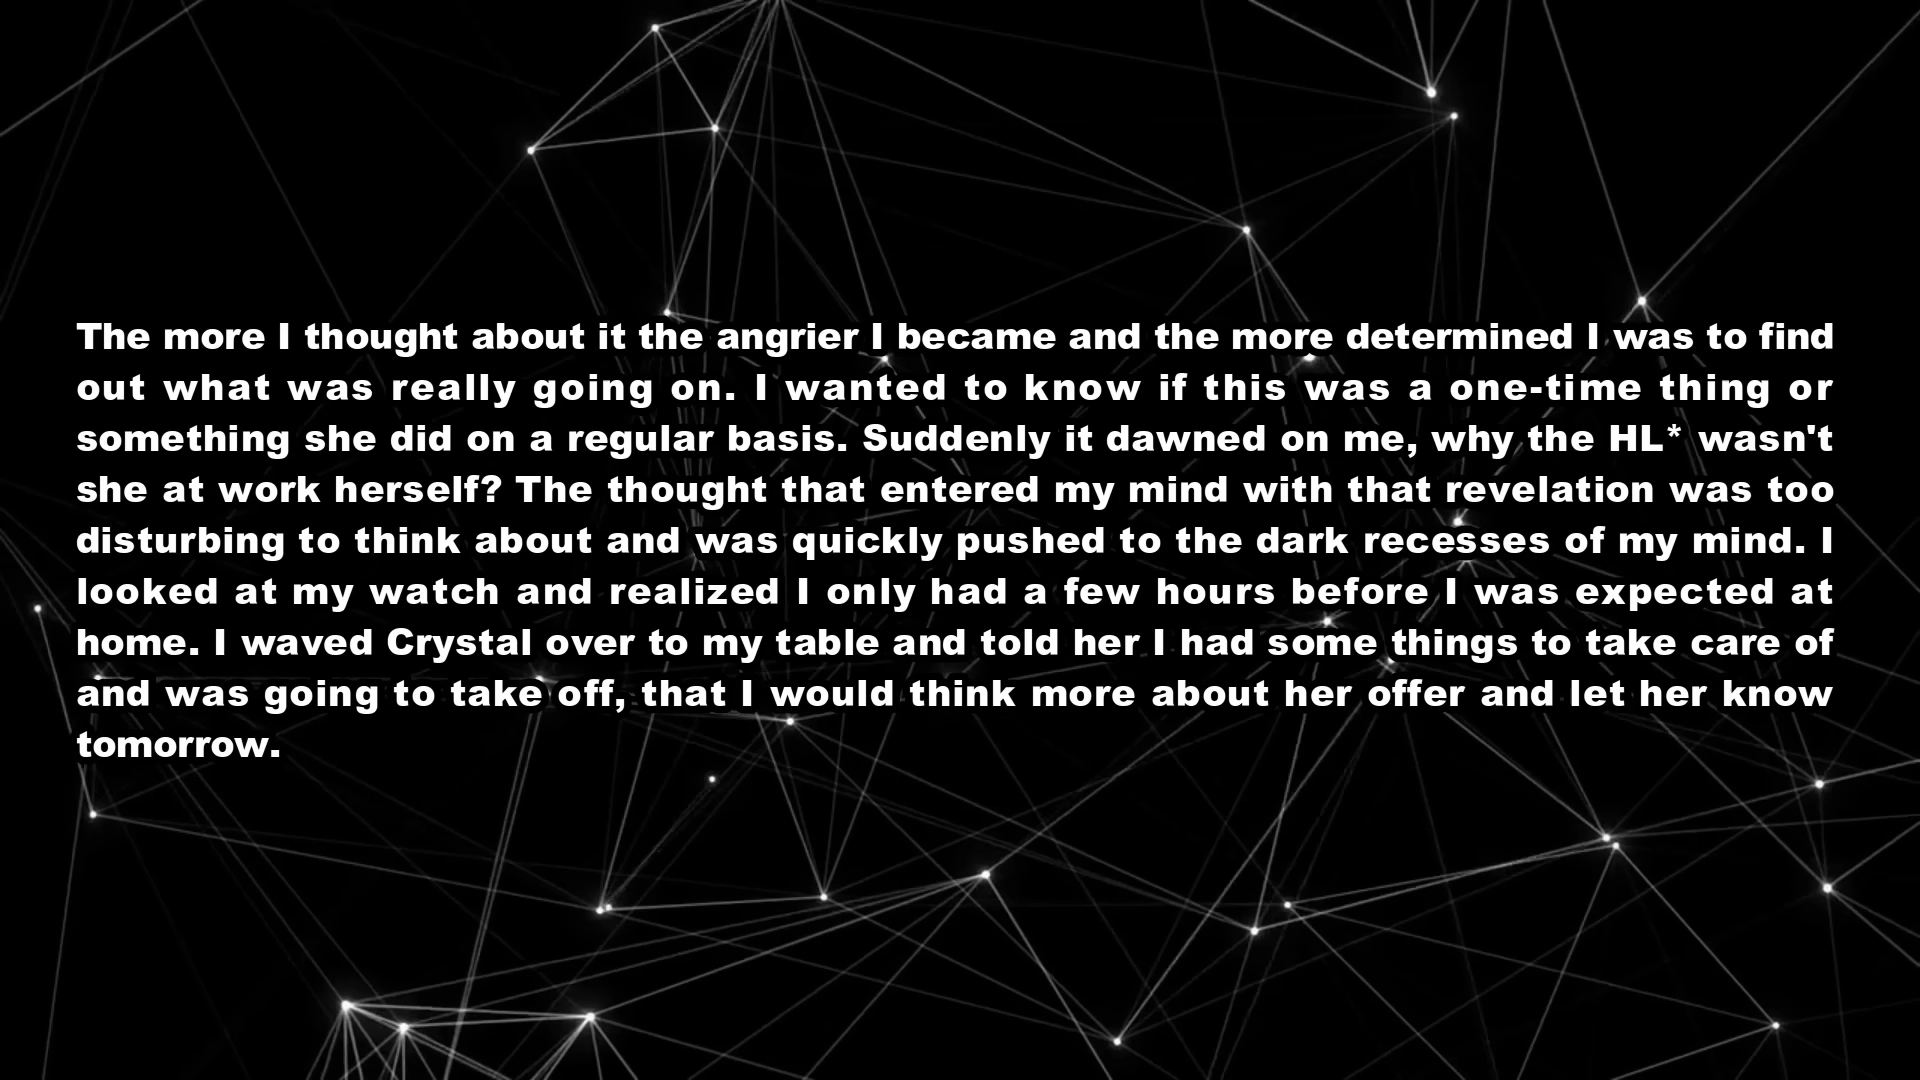 The more I thought about it the angrier I became and the more determined I was to find
out what was really going on. I wanted to know if this was a one-time thing or
something she did on a regular basis. Suddenly it dawned on me, why the HL* wasn't
she at work herself? The thought that entered my mind with that revelation was too
disturbing to think about and was quickly pushed to the dark recesses of my mind. I
looked at my watch and realized I only had a few hours before I was expected at
home. I waved Crystal over to my table and told her I had some things to take care of
and was going to take off, that I would think more about her offer and let her know
tomorrow.